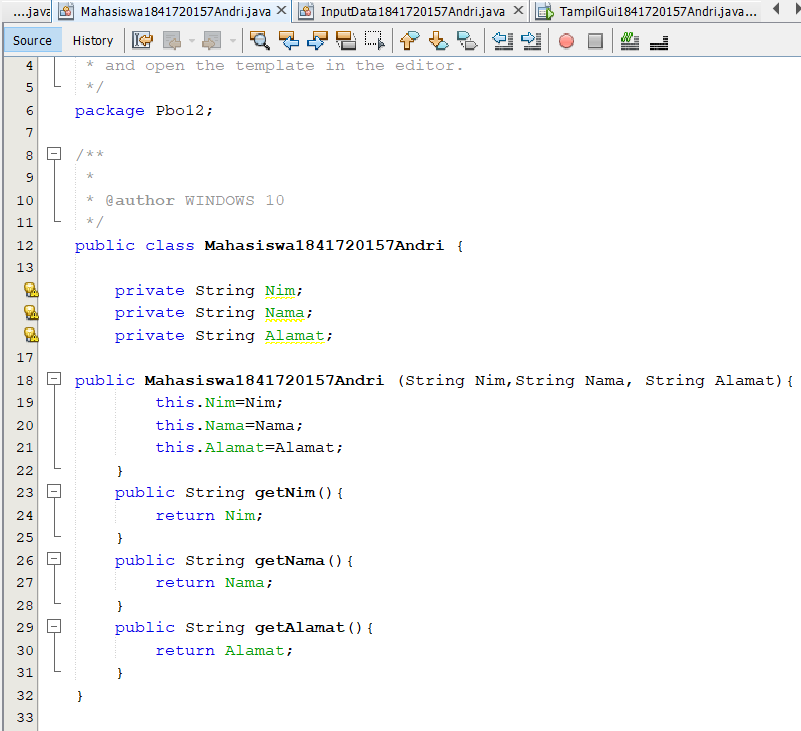 ....java Mahasiswa1841720157Andri.java InputData1841720157Andri.java TampilGui1841720157Andri.java...
Source History
4 * and open the template in the editor.
5 */
6 package Pbo12;
7
8 /**
9 *
10 * @author WINDOWS 10
11 */
12 public class Mahasiswa1841720157Andri {
13
private String Nim;
private String Nama;
private String Alamat;
17
18 public Mahasiswa1841720157Andri (String Nim,String Nama, String Alamat){
19 this.Nim=Nim;
20 this.Nama=Nama;
21 this.Alamat=Alamat;
22 }
23 public String getNim(){
24 return Nim;
25 }
26 public String getNama(){
27 return Nama;
28 }
29 public String getAlamat(){
30 return Alamat;
31 }
32 }
33